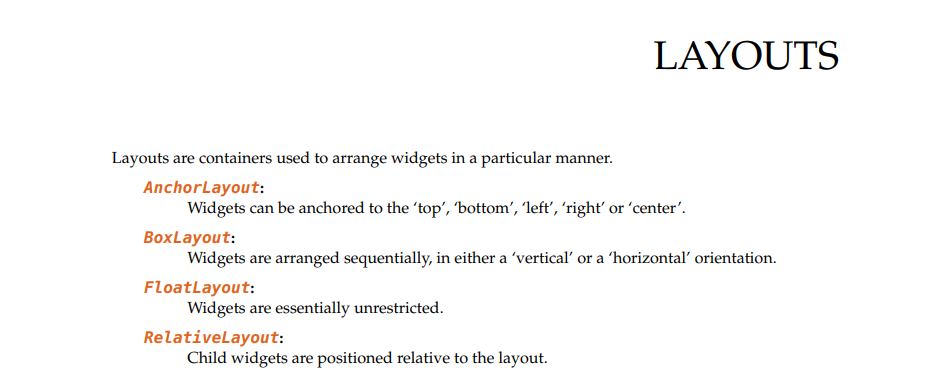 LAYOUTS
Layouts are containers used to arrange widgets in a particular manner.
AnchorLayout:
Widgets can be anchored to the ‘top’, ‘bottom’, ‘left’, ‘right’ or ‘center’.
BoxLayout:
Widgets are arranged sequentially, in either a ‘vertical’ or a ‘horizontal’ orientation.
FloatLayout:
Widgets are essentially unrestricted.
RelativeLayout:
Child widgets are positioned relative to the layout.